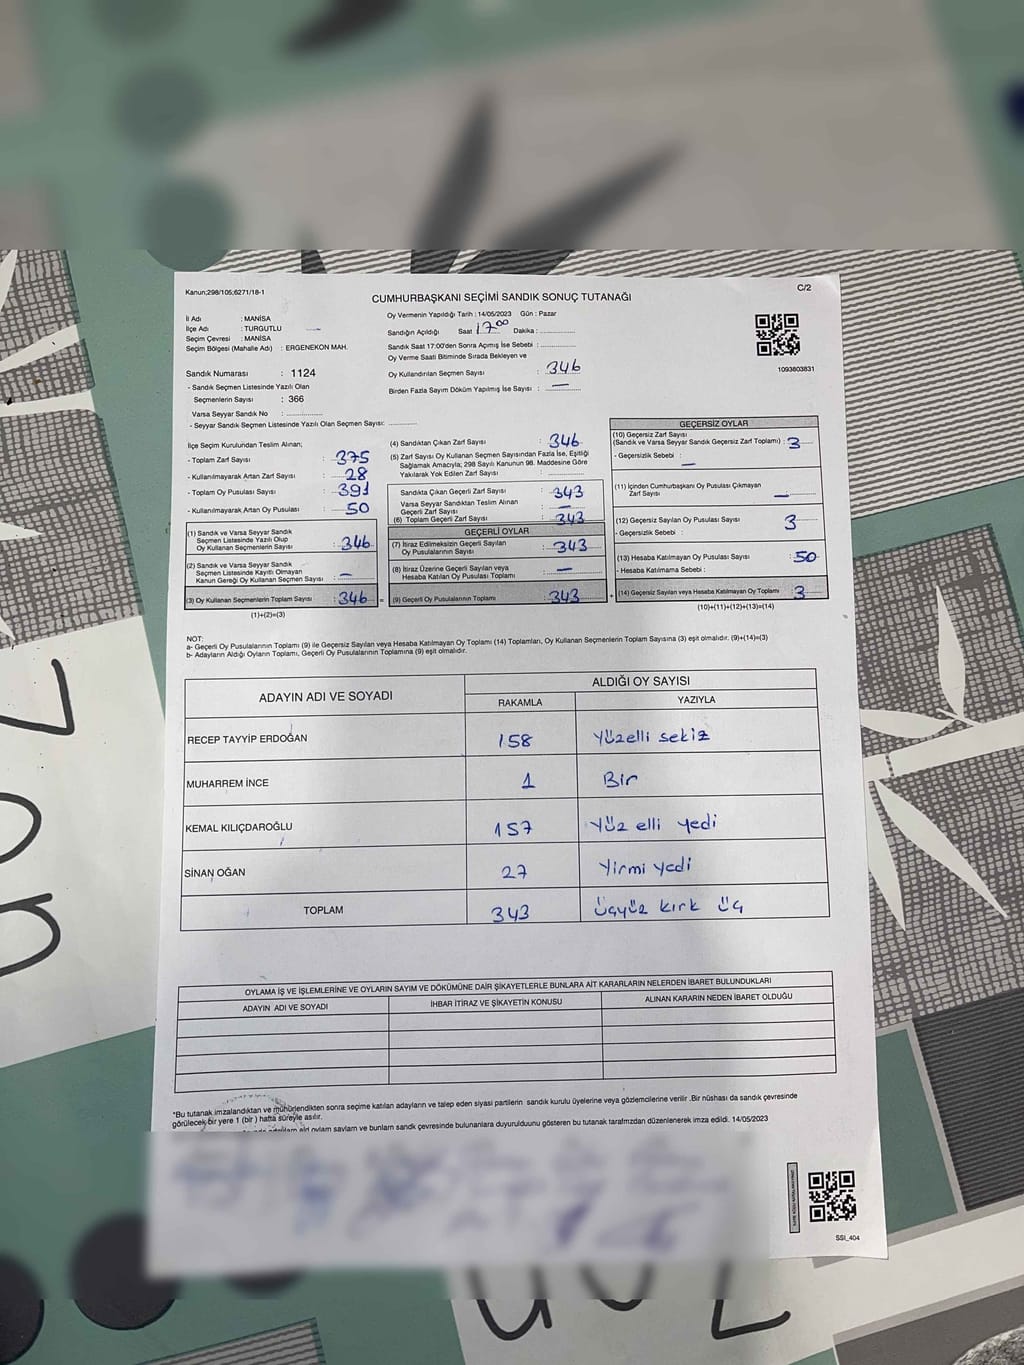 Kanun;298/105;6271/18-1
C/2
CUMHURBAŞKANI SEÇİMİ SANDIK SONUÇ TUTANAĞI
İl Adı : MANİSA
İlçe Adı : TURGUTLU
Seçim Çevresi : MANİSA
Seçim Bölgesi (Mahalle Adı) : ERGENEKON MAH.
Sandık Numarası : 1124
- Sandık Seçmen Listesinde Yazılı Olan
Seçmenlerin Sayısı : 366
Varsa Seyyar Sandık No : ............
- Seyyar Sandık Seçmen Listesinde Yazılı Olan Seçmen Sayısı: ............
Oy Vermenin Yapıldığı Tarih : 14/05/2023 Gün : Pazar
Sandığın Açıldığı Saat 17:00 Dakika : ............
Sandık Saat 17:00'den Sonra Açımış İse Sebebi : ............
Oy Verme Saati Bitiminde Sırada Bekleyen ve
Oy Kullandırılan Seçmen Sayısı : 346
Birden Fazla Sayım Döküm Yapılmış İse Sayısı : —
1093803831
İlçe Seçim Kurulundan Teslim Alınan;
- Toplam Zarf Sayısı : 375
- Kullanılmayarak Artan Zarf Sayısı : 28
- Toplam Oy Pusulası Sayısı : 391
- Kullanılmayarak Artan Oy Pusulası : 50
(1) Sandık ve Varsa Seyyar Sandık
Seçmen Listesinde Yazılı Olup
Oy Kullanan Seçmenlerin Sayısı : 346
(2) Sandık ve Varsa Seyyar Sandık
Seçmen Listesinde Kayıtlı Olmayan
Kanun Gereği Oy Kullanan Seçmen Sayısı : —
(3) Oy Kullanan Seçmenlerin Toplam Sayısı : 346 =
(1)+(2)=(3)
(4) Sandıktan Çıkan Zarf Sayısı : 346
(5) Zarf Sayısı Oy Kullanan Seçmen Sayısından Fazla İse, Eşitliği
Sağlamak Amacıyla; 298 Sayılı Kanunun 98. Maddesine Göre
Yakılarak Yok Edilen Zarf Sayısı : ............
Sandıkta Çıkan Geçerli Zarf Sayısı : 343
Varsa Seyyar Sandıktan Teslim Alınan
Geçerli Zarf Sayısı : —
(6) Toplam Geçerli Zarf Sayısı : 343
GEÇERLİ OYLAR
(7) İtiraz Edilmeksizin Geçerli Sayılan
Oy Pusulalarının Sayısı : 343
(8) İtiraz Üzerine Geçerli Sayılan veya
Hesaba Katılan Oy Pusulası Toplamı : —
(9) Geçerli Oy Pusulalarının Toplamı : 343 +
GEÇERSİZ OYLAR
(10) Geçersiz Zarf Sayısı
(Sandık ve Varsa Seyyar Sandık Geçersiz Zarf Toplamı) : 3
- Geçersizlik Sebebi : —
(11) İçinden Cumhurbaşkanı Oy Pusulası Çıkmayan
Zarf Sayısı : —
(12) Geçersiz Sayılan Oy Pusulası Sayısı : 3
- Geçersizlik Sebebi :
(13) Hesaba Katılmayan Oy Pusulası Sayısı : 50
- Hesaba Katılmama Sebebi :
(14) Geçersiz Sayılan veya Hesaba Katılmayan Oy Toplamı : 3
(10)+(11)+(12)+(13)=(14)
NOT:
a- Geçerli Oy Pusulalarının Toplamı (9) ile Geçersiz Sayılan veya Hesaba Katılmayan Oy Toplamı (14) Toplamları, Oy Kullanan Seçmenlerin Toplam Sayısına (3) eşit olmalıdır. (9)+(14)=(3)
b- Adayların Aldığı Oyların Toplamı, Geçerli Oy Pusulalarının Toplamına (9) eşit olmalıdır.
ADAYIN ADI VE SOYADI
ALDIĞI OY SAYISI
RAKAMLA YAZIYLA
RECEP TAYYİP ERDOĞAN 158 Yüzelli sekiz
MUHARREM İNCE 1 Bir
KEMAL KILIÇDAROĞLU 157 Yüz elli yedi
SİNAN OĞAN 27 Yirmi yedi
TOPLAM 343 üçyüz kırk üç
OYLAMA İŞ VE İŞLEMLERİNE VE OYLARIN SAYIM VE DÖKÜMÜNE DAİR ŞİKAYETLERLE BUNLARA AİT KARARLARIN NELERDEN İBARET BULUNDUKLARI
ADAYIN ADI VE SOYADI İHBAR İTİRAZ VE ŞİKAYETİN KONUSU ALINAN KARARIN NEDEN İBARET OLDUĞU
*Bu tutanak imzalandıktan ve mühürlendikten sonra seçime katılan adayların ve talep eden siyasi partilerin sandık kurulu üyelerine veya gözlemcilerine verilir .Bir nüshası da sandık çevresinde
görülecek bir yere 1 (bir ) hafta süreyle asılır.
oylam saylam ve bunlarn sandk çevresinde bulunanlara duyurulduunu gösteren bu tutanak tarafmzdan düzenlenerek imza edildi. 14/05/2023
SSI_404